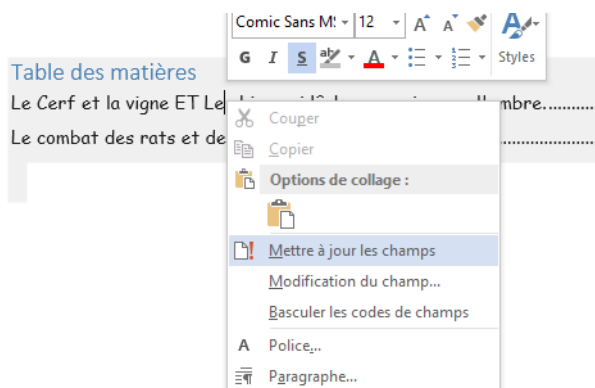 Comic Sans M! 12 A A
G I S ab A Styles
Table des matières
Le Cerf et la vigne ET Le mbre............
Couper
Le combat des rats et de ......................
Copier
Options de collage :
Mettre à jour les champs
Modification du champ...
Basculer les codes de champs
A Police...
Paragraphe...